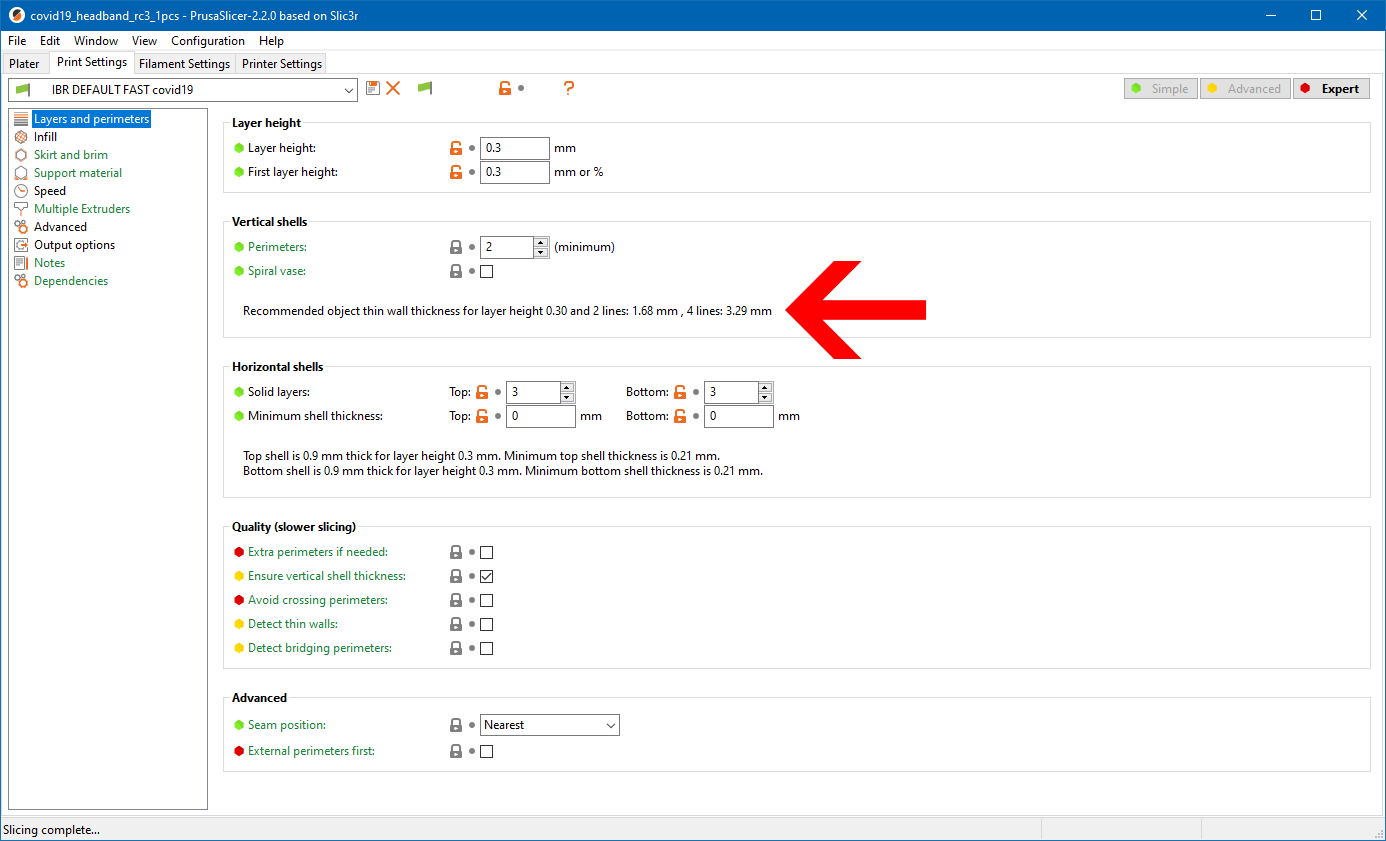 covid19_headband_rc3_1pcs - PrusaSlicer-2.2.0 based on Slic3r
File Edit Window View Configuration Help
Plater Print Settings Filament Settings Printer Settings
IBR DEFAULT FAST covid19 ? Simple Advanced Expert
Layers and perimeters
Infill
Skirt and brim
Support material
Speed
Multiple Extruders
Advanced
Output options
Notes
Dependencies
Layer height
Layer height: 0.3 mm
First layer height: 0.3 mm or %
Vertical shells
Perimeters: 2 (minimum)
Spiral vase:
Recommended object thin wall thickness for layer height 0.30 and 2 lines: 1.68 mm , 4 lines: 3.29 mm
Horizontal shells
Solid layers: Top: 3 Bottom: 3
Minimum shell thickness: Top: 0 mm Bottom: 0 mm
Top shell is 0.9 mm thick for layer height 0.3 mm. Minimum top shell thickness is 0.21 mm.
Bottom shell is 0.9 mm thick for layer height 0.3 mm. Minimum bottom shell thickness is 0.21 mm.
Quality (slower slicing)
Extra perimeters if needed:
Ensure vertical shell thickness:
Avoid crossing perimeters:
Detect thin walls:
Detect bridging perimeters:
Advanced
Seam position: Nearest
External perimeters first:
Slicing complete...